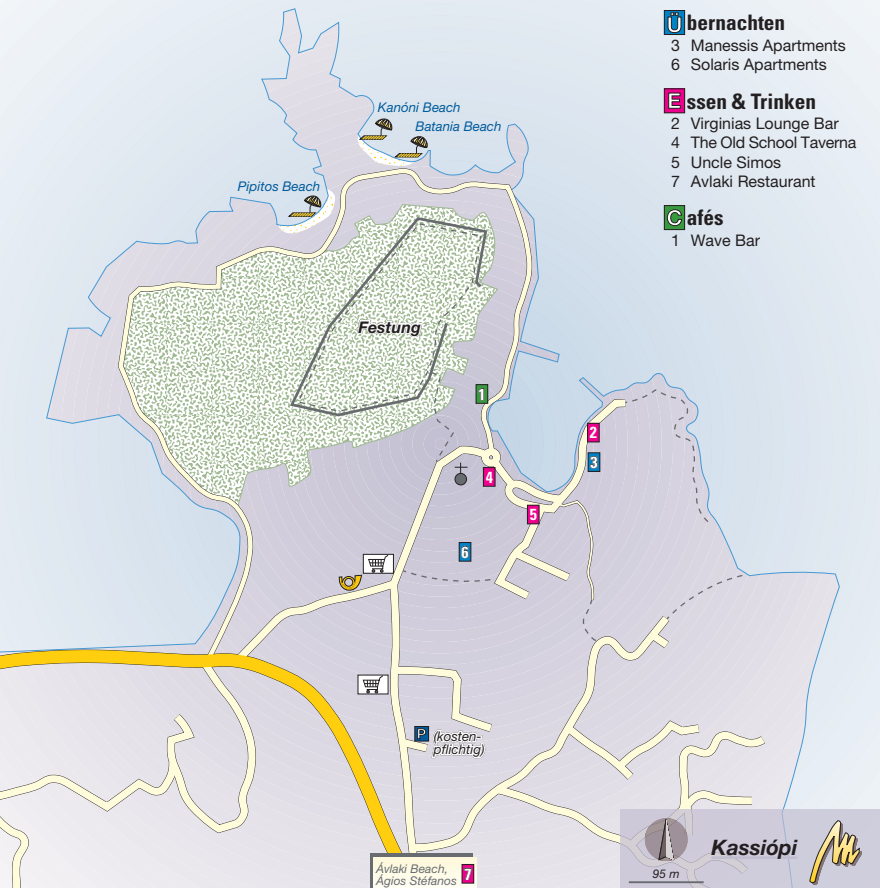 Übernachten
3 Manessis Apartments
6 Solaris Apartments
Essen & Trinken
2 Virginias Lounge Bar
4 The Old School Taverna
5 Uncle Simos
7 Avlaki Restaurant
Cafés
1 Wave Bar
Kanóni Beach
Batania Beach
Pipitos Beach
Festung
1
2
3
4
5
6
P (kosten-
pflichtig)
Ávlaki Beach,
Ágios Stéfanos 7
Kassiópi
95 m